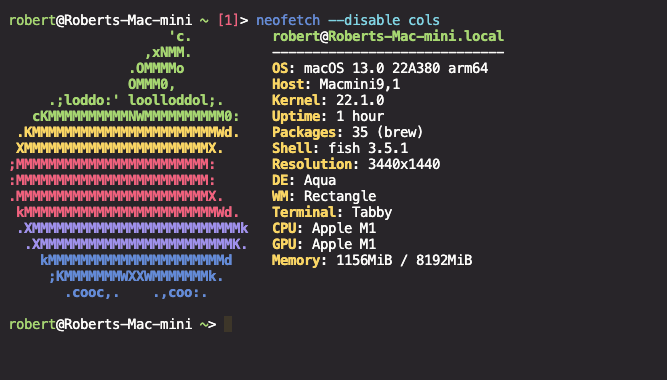 robert@Roberts-Mac-mini ~ [1]> neofetch --disable cols
                    'c.          robert@Roberts-Mac-mini.local
                 ,xNMM.          -----------------------------
               .OMMMMo           OS: macOS 13.0 22A380 arm64
               OMMM0,            Host: Macmini9,1
     .;loddo:' loolloddol;.      Kernel: 22.1.0
   cKMMMMMMMMMMNWMMMMMMMMMM0:    Uptime: 1 hour
 .KMMMMMMMMMMMMMMMMMMMMMMMWd.    Packages: 35 (brew)
 XMMMMMMMMMMMMMMMMMMMMMMMX.      Shell: fish 3.5.1
;MMMMMMMMMMMMMMMMMMMMMMMM:       Resolution: 3440x1440
:MMMMMMMMMMMMMMMMMMMMMMMM:       DE: Aqua
.MMMMMMMMMMMMMMMMMMMMMMMMX.      WM: Rectangle
 kMMMMMMMMMMMMMMMMMMMMMMMMWd.    Terminal: Tabby
 .XMMMMMMMMMMMMMMMMMMMMMMMMMMk   CPU: Apple M1
  .XMMMMMMMMMMMMMMMMMMMMMMMMK.   GPU: Apple M1
    kMMMMMMMMMMMMMMMMMMMMMMd     Memory: 1156MiB / 8192MiB
     ;KMMMMMMMWXXWMMMMMMMk.
       .cooc,.    .,coo:.
robert@Roberts-Mac-mini ~>